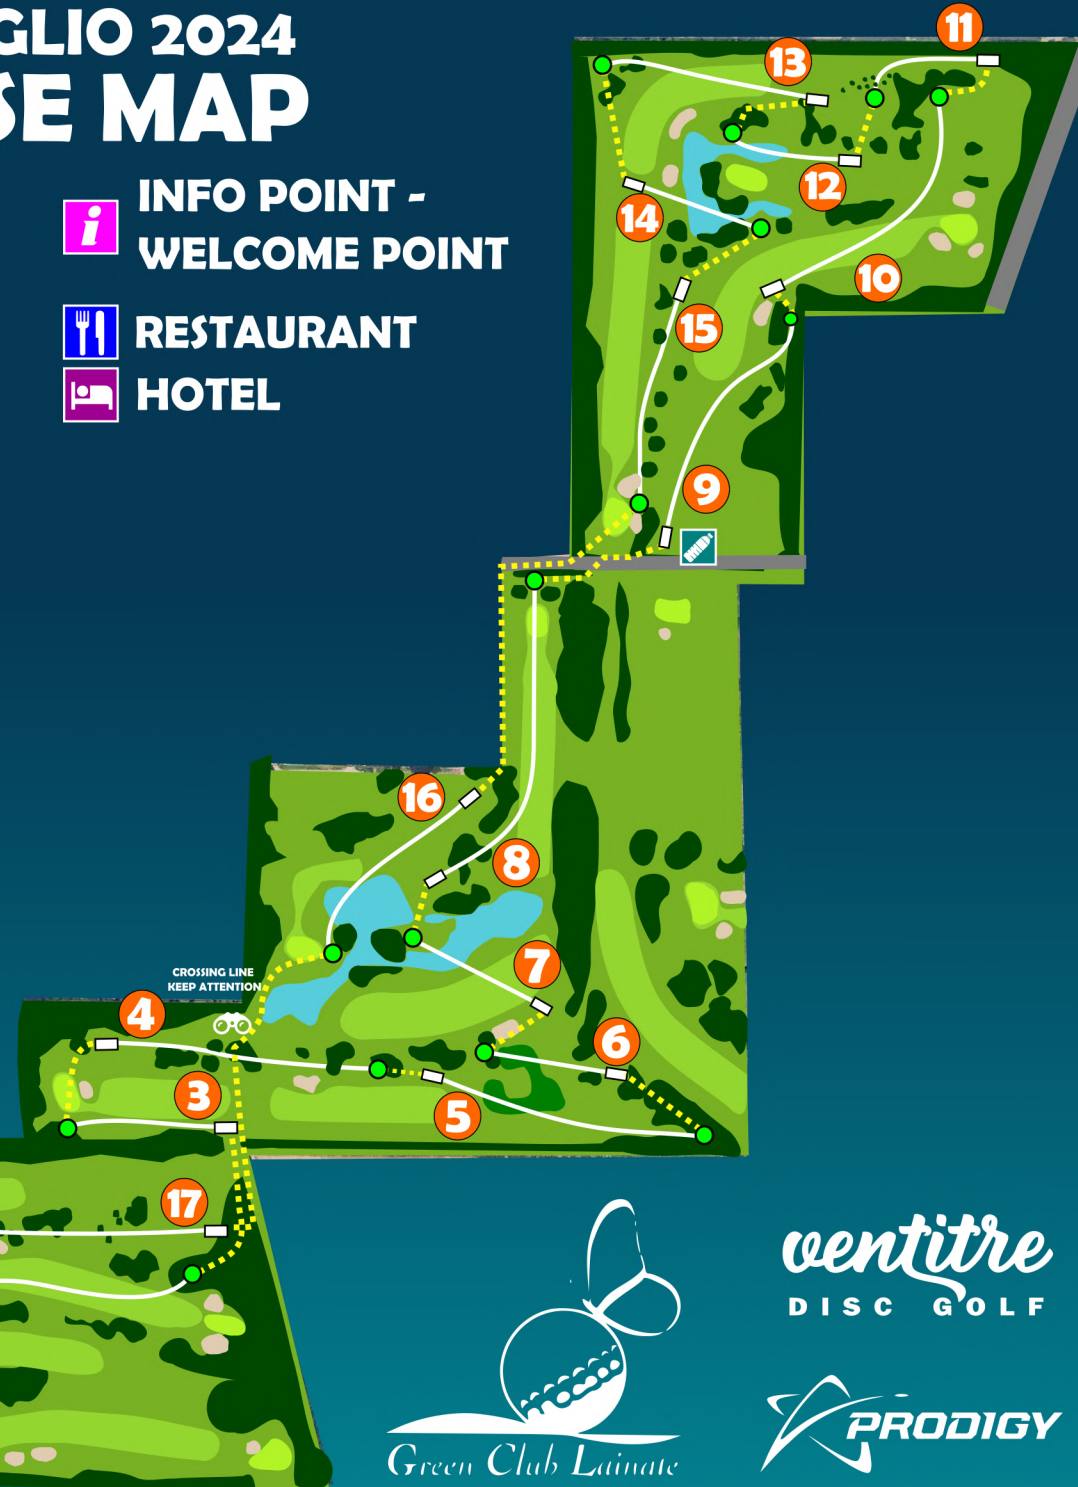 GLIO 2024
SE MAP
INFO POINT -
WELCOME POINT
RESTAURANT
HOTEL
11
13
12
14
10
15
9
16
8
7
CROSSING LINE
KEEP ATTENTION
4
6
3
5
17
ventitre
DISC GOLF
PRODIGY
Green Club Lainate